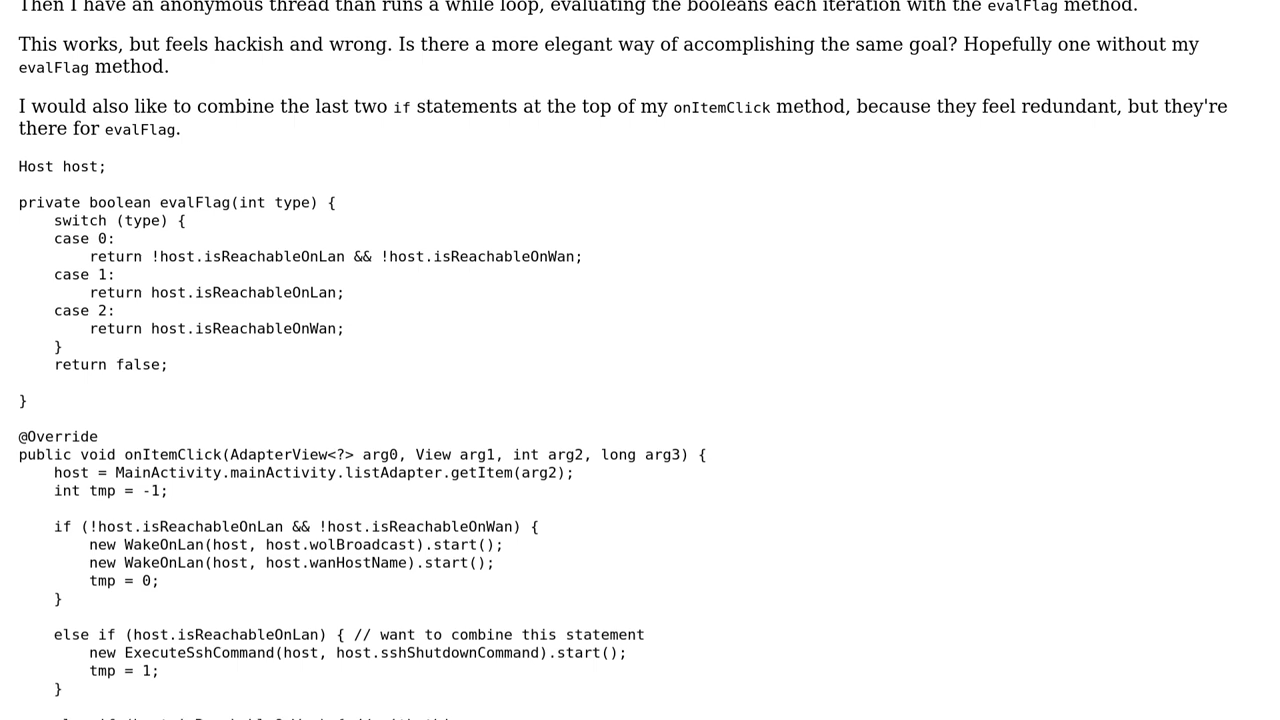 Then I have an anonymous thread than runs a while loop, evaluating the booleans each iteration with the evalFlag method.
This works, but feels hackish and wrong. Is there a more elegant way of accomplishing the same goal? Hopefully one without my
evalFlag method.
I would also like to combine the last two if statements at the top of my onItemClick method, because they feel redundant, but they're
there for evalFlag.
Host host;
private boolean evalFlag(int type) {
    switch (type) {
    case 0:
        return !host.isReachableOnLan && !host.isReachableOnWan;
    case 1:
        return host.isReachableOnLan;
    case 2:
        return host.isReachableOnWan;
    }
    return false;
}
@Override
public void onItemClick(AdapterView<?> arg0, View arg1, int arg2, long arg3) {
    host = MainActivity.mainActivity.listAdapter.getItem(arg2);
    int tmp = -1;
    if (!host.isReachableOnLan && !host.isReachableOnWan) {
        new WakeOnLan(host, host.wolBroadcast).start();
        new WakeOnLan(host, host.wanHostName).start();
        tmp = 0;
    }
    else if (host.isReachableOnLan) { // want to combine this statement
        new ExecuteSshCommand(host, host.sshShutdownCommand).start();
        tmp = 1;
    }